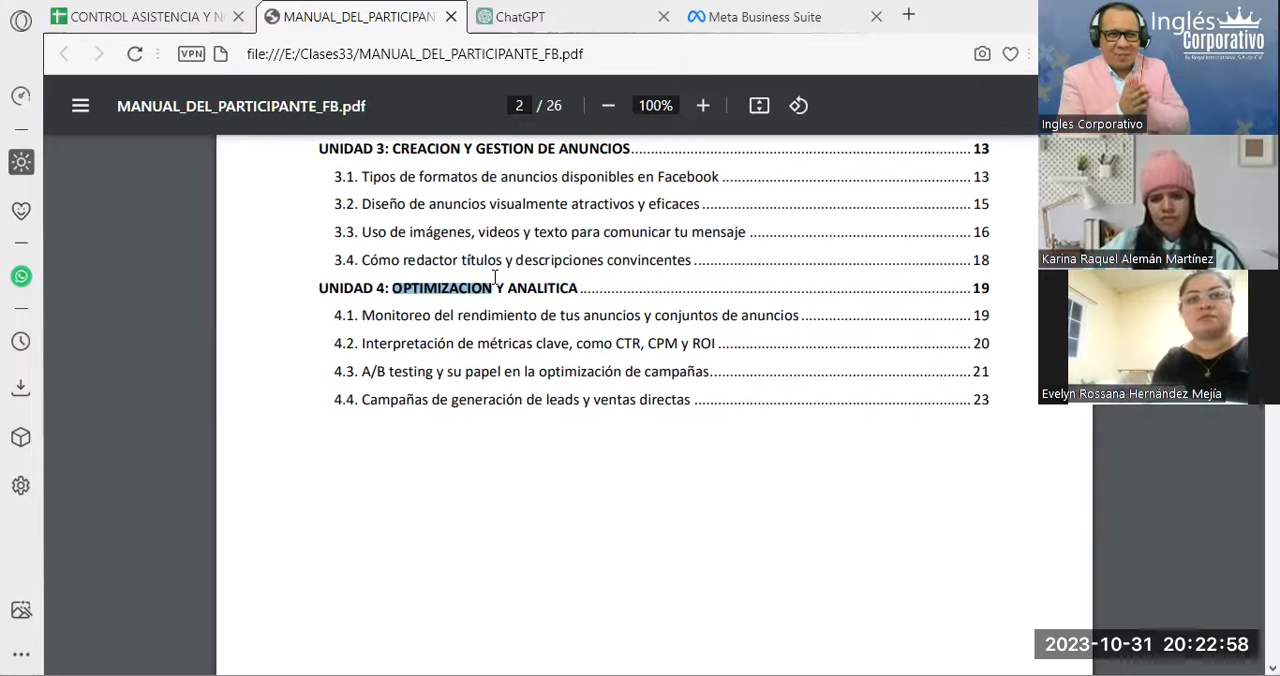 CONTROL ASISTENCIA Y N
MANUAL_DEL_PARTICIPAN
ChatGPT
Meta Business Suite
VPN
file:///E:/Clases33/MANUAL_DEL_PARTICIPANTE_FB.pdf
MANUAL_DEL_PARTICIPANTE_FB.pdf
2 / 26
100%
UNIDAD 3: CREACION Y GESTION DE ANUNCIOS 13
3.1. Tipos de formatos de anuncios disponibles en Facebook 13
3.2. Diseño de anuncios visualmente atractivos y eficaces 15
3.3. Uso de imágenes, videos y texto para comunicar tu mensaje 16
3.4. Cómo redactor títulos y descripciones convincentes 18
UNIDAD 4: OPTIMIZACION Y ANALITICA 19
4.1. Monitoreo del rendimiento de tus anuncios y conjuntos de anuncios 19
4.2. Interpretación de métricas clave, como CTR, CPM y ROI 20
4.3. A/B testing y su papel en la optimización de campañas 21
4.4. Campañas de generación de leads y ventas directas 23
Inglés
Corporativo
By Regal International, S.A. de C.V.
Ingles Corporativo
Karina Raquel Alemán Martínez
Evelyn Rossana Hernández Mejía
2023-10-31 20:22:58